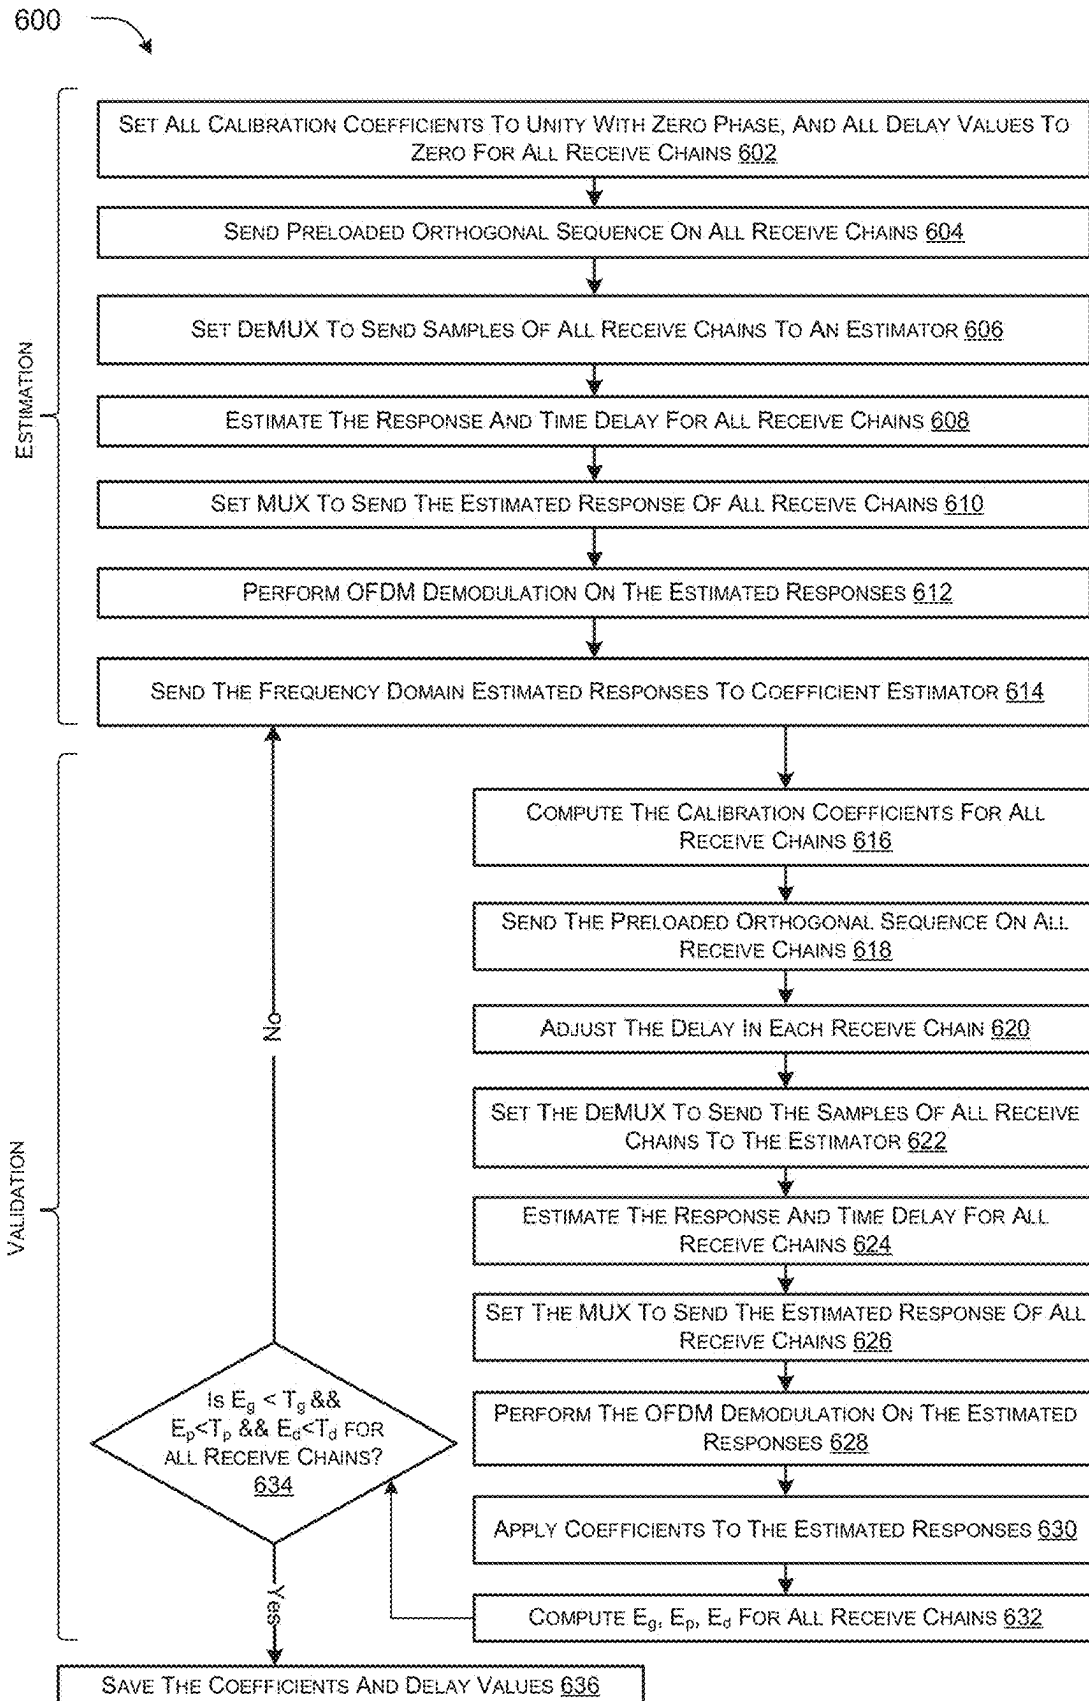 600
SET ALL CALIBRATION COEFFICIENTS TO UNITY WITH ZERO PHASE, AND ALL DELAY VALUES TO
ZERO FOR ALL RECEIVE CHAINS 602
SEND PRELOADED ORTHOGONAL SEQUENCE ON ALL RECEIVE CHAINS 604
SET DEMUX TO SEND SAMPLES OF ALL RECEIVE CHAINS TO AN ESTIMATOR 606
ESTIMATE THE RESPONSE AND TIME DELAY FOR ALL RECEIVE CHAINS 608
SET MUX TO SEND THE ESTIMATED RESPONSE OF ALL RECEIVE CHAINS 610
PERFORM OFDM DEMODULATION ON THE ESTIMATED RESPONSES 612
SEND THE FREQUENCY DOMAIN ESTIMATED RESPONSES TO COEFFICIENT ESTIMATOR 614
ESTIMATION
COMPUTE THE CALIBRATION COEFFICIENTS FOR ALL
RECEIVE CHAINS 616
SEND THE PRELOADED ORTHOGONAL SEQUENCE ON ALL
RECEIVE CHAINS 618
ADJUST THE DELAY IN EACH RECEIVE CHAIN 620
SET THE DEMUX TO SEND THE SAMPLES OF ALL RECEIVE
CHAINS TO THE ESTIMATOR 622
ESTIMATE THE RESPONSE AND TIME DELAY FOR ALL
RECEIVE CHAINS 624
SET THE MUX TO SEND THE ESTIMATED RESPONSE OF ALL
RECEIVE CHAINS 626
PERFORM THE OFDM DEMODULATION ON THE ESTIMATED
RESPONSES 628
APPLY COEFFICIENTS TO THE ESTIMATED RESPONSES 630
COMPUTE Eg, Ep, Ed FOR ALL RECEIVE CHAINS 632
VALIDATION
No
IS Eg < Tg &&
Ep<Tp && Ed<Td FOR
ALL RECEIVE CHAINS?
634
Yes
SAVE THE COEFFICIENTS AND DELAY VALUES 636